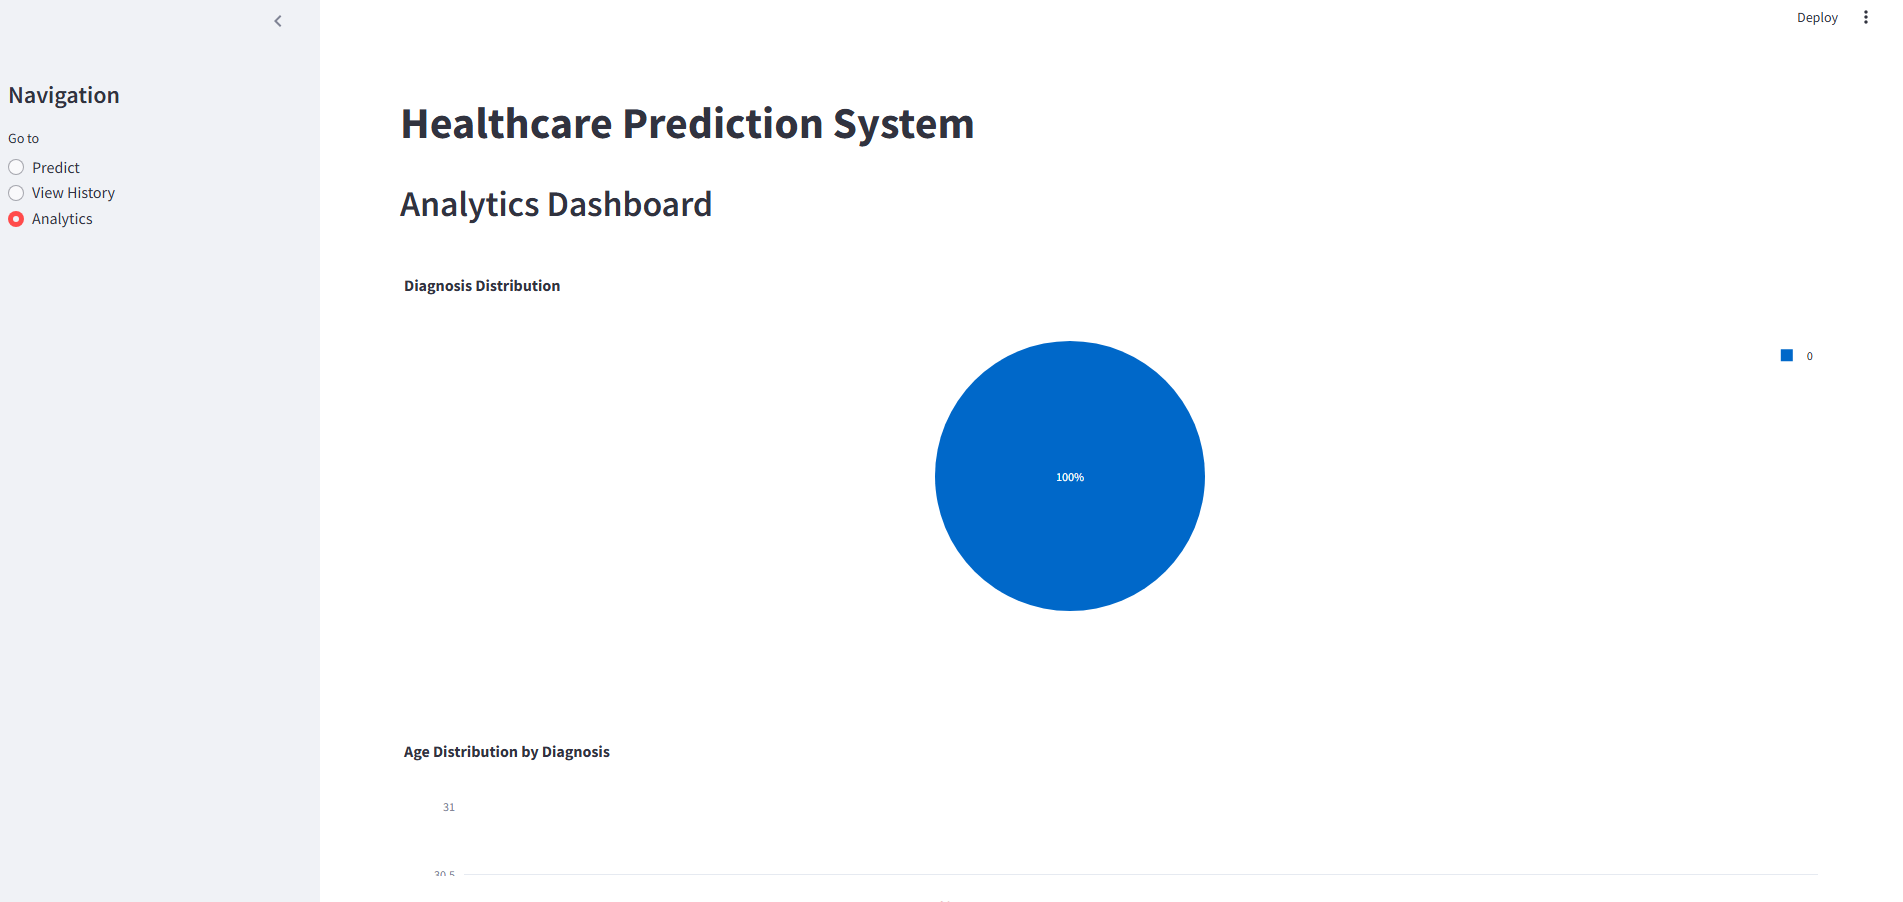 Deploy
Navigation
Go to
Predict
View History
Analytics
Healthcare Prediction System
Analytics Dashboard
Diagnosis Distribution
0
100%
Age Distribution by Diagnosis
31
30.5